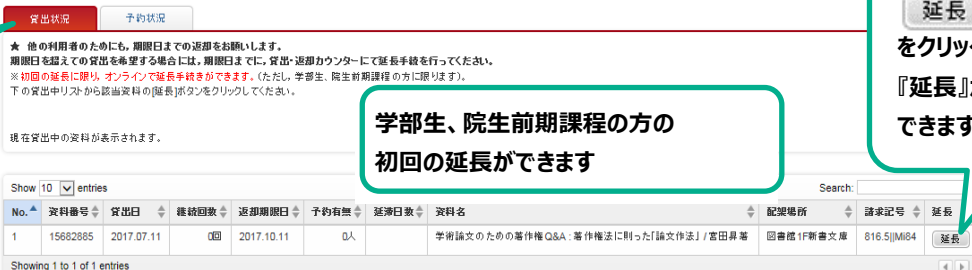 貸出状況
予約状況
★ 他の利用者のためにも、期限日までの返却をお願いします。
期限日を超えての貸出を希望する場合には、期限日までに、貸出・返却カウンターにて延長手続を行ってください。
※初回の延長に限り、オンラインで延長手続きができます。（ただし、学部生、院生前期課程の方に限ります）。
下の貸出中リストから該当資料の[延長]ボタンをクリックしてください。
現在貸出中の資料が表示されます。
学部生、院生前期課程の方の
初回の延長ができます
延長
をクリッ
『延長』
できます
Show 10 entries
Search:
No. 資料番号 貸出日 継続回数 返却期限日 予約有無 延滞日数 資料名 配架場所 請求記号 延長
1 15682885 2017.07.11 0回 2017.10.11 0人 学術論文のための著作権Q&A : 著作権法に則った「論文作法」 / 宮田昇著 図書館1F新書文庫 816.5||Mi84 延長
Showing 1 to 1 of 1 entries